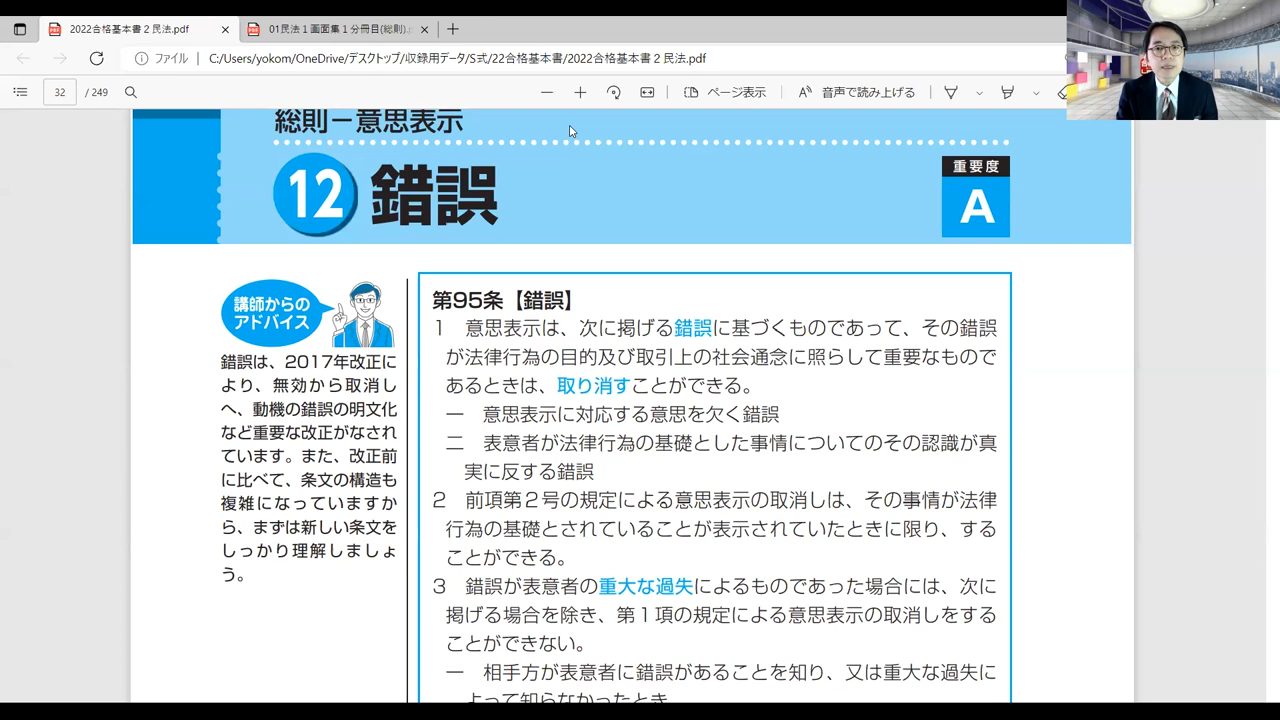 2022合格基本書2民法.pdf
01民法1画面集1分冊目(総則).p
ファイル
C:/Users/yokom/OneDrive/デスクトップ/収録用データ/G式/22合格基本書/2022合格基本書2民法.pdf
32
/ 249
ページ表示
音声で読み上げる
総則－意思表示
12 錯誤
重要度
A
講師からの
アドバイス
錯誤は、2017年改正に
より、無効から取消し
へ、動機の錯誤の明文化
など重要な改正がなされ
ています。また、改正前
に比べて、条文の構造も
複雑になっていますか
ら、まずは新しい条文を
しっかり理解しましょ
う。
第95条【錯誤】
1 意思表示は、次に掲げる錯誤に基づくものであって、その錯誤
が法律行為の目的及び取引上の社会通念に照らして重要なもので
あるときは、取り消すことができる。
一 意思表示に対応する意思を欠く錯誤
二 表意者が法律行為の基礎とした事情についてのその認識が真
実に反する錯誤
2 前項第2号の規定による意思表示の取消しは、その事情が法律
行為の基礎とされていることが表示されていたときに限り、する
ことができる。
3 錯誤が表意者の重大な過失によるものであった場合には、次に
掲げる場合を除き、第1項の規定による意思表示の取消しをする
ことができない。
一 相手方が表意者に錯誤があることを知り、又は重大な過失に
よって知らなかったとき